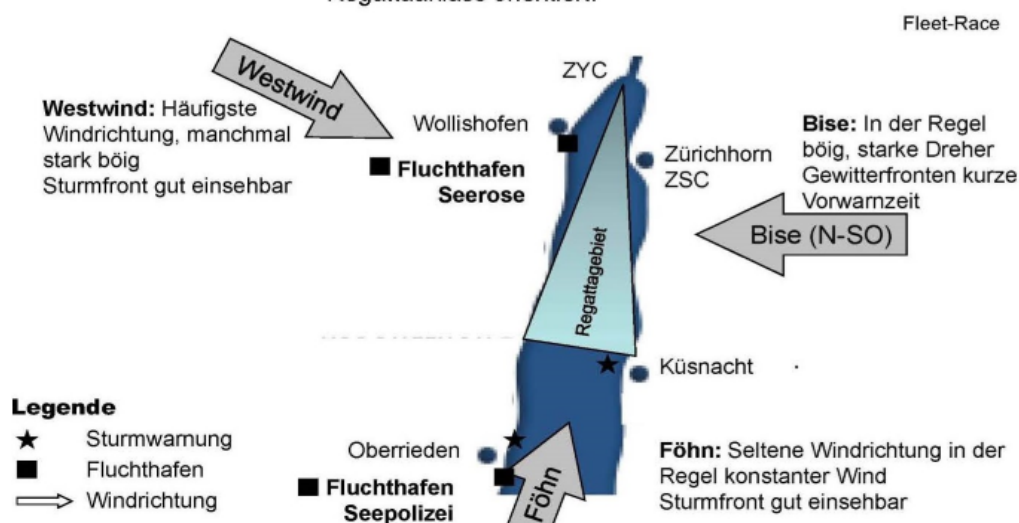 Fleet-Race
ZYC
Westwind
Westwind: Häufigste
Windrichtung, manchmal
stark böig
Sturmfront gut einsehbar
Wollishofen
Fluchthafen
Seerose
Zürichhorn
ZSC
Bise: In der Regel
böig, starke Dreher
Gewitterfronten kurze
Vorwarnzeit
Bise (N-SO)
Regattagebiet
Küsnacht
Legende
Sturmwarnung
Fluchthafen
Windrichtung
Oberrieden
Fluchthafen
Seepolizei
Föhn
Föhn: Seltene Windrichtung in der
Regel konstanter Wind
Sturmfront gut einsehbar